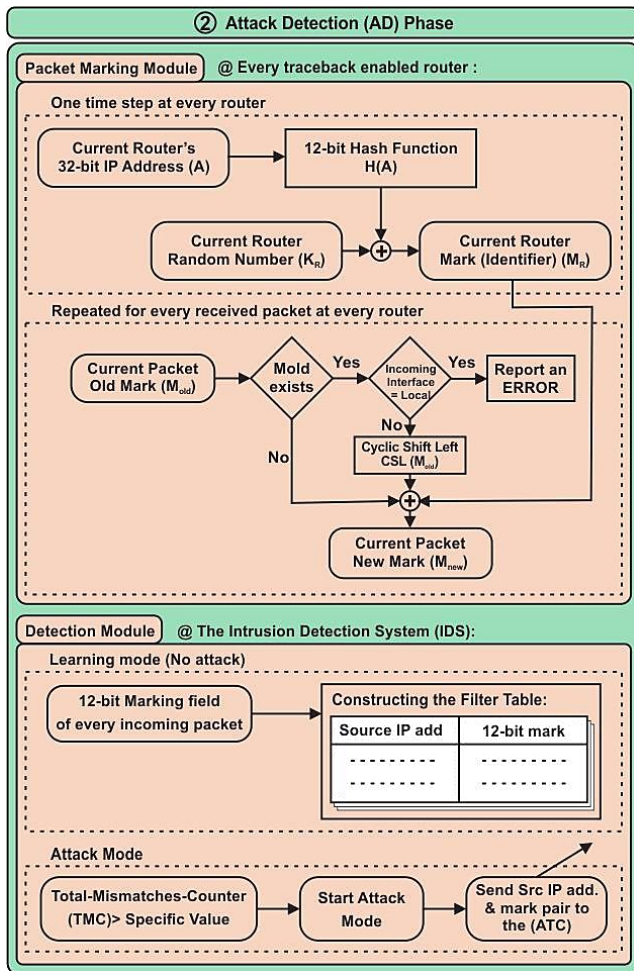 ② Attack Detection (AD) Phase
Packet Marking Module
@ Every traceback enabled router :
One time step at every router
Current Router's
32-bit IP Address (A)
12-bit Hash Function
H(A)
Current Router
Random Number (K_R)
+
Current Router
Mark (Identifier) (M_R)
Repeated for every received packet at every router
Current Packet
Old Mark (M_old)
Mold
exists
Yes
Incoming
Interface
= Local
Yes
Report an
ERROR
No
No
Cyclic Shift Left
CSL (M_old)
+
Current Packet
New Mark (M_new)
Detection Module
@ The Intrusion Detection System (IDS):
Learning mode (No attack)
12-bit Marking field
of every incoming packet
Constructing the Filter Table:
Source IP add
12-bit mark
- - - - - - - - -
- - - - - - - - -
- - - - - - - - -
- - - - - - - - -
Attack Mode
Total-Mismatches-Counter
(TMC)> Specific Value
Start Attack
Mode
Send Src IP add.
& mark pair to
the (ATC)